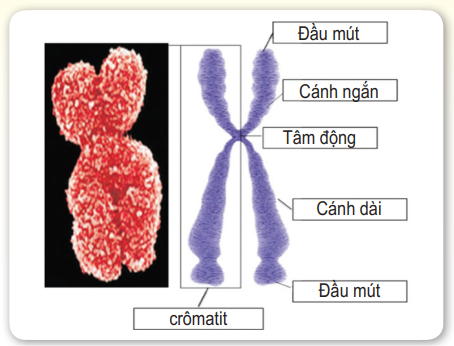 Đầu mút
Cánh ngắn
Tâm động
Cánh dài
Đầu mút
crômatit